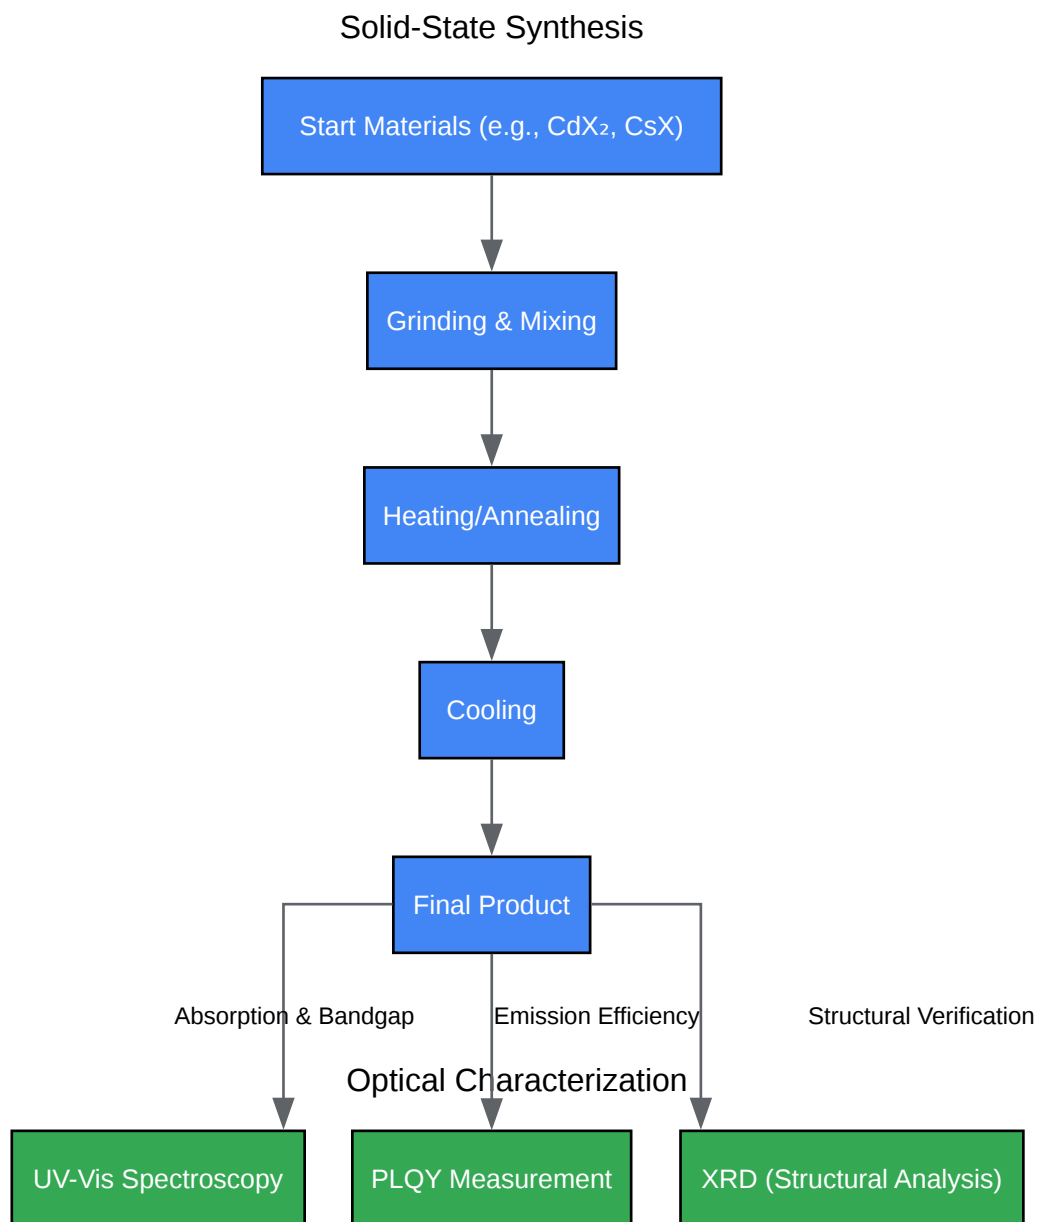 Solid-State Synthesis
Start Materials (e.g., CdX₂, CsX)
Grinding & Mixing
Heating/Annealing
Cooling
Final Product
Absorption & Bandgap
Emission Efficiency
Structural Verification
Optical Characterization
UV-Vis Spectroscopy
PLQY Measurement
XRD (Structural Analysis)